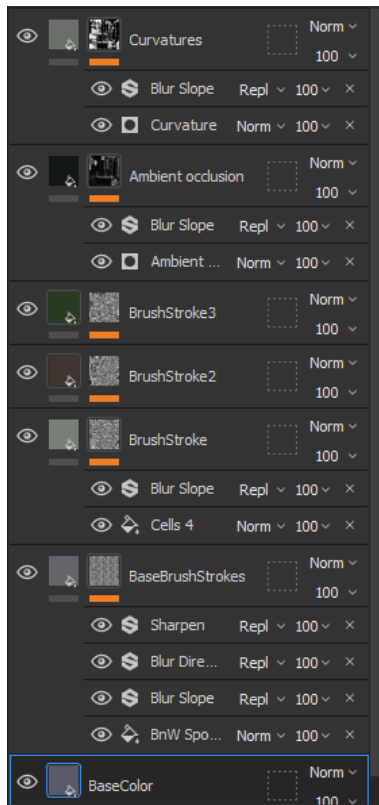 Norm
Curvatures
100
Blur Slope Repl 100 ×
Curvature Norm 100 ×
Norm
Ambient occlusion
100
Blur Slope Repl 100 ×
Ambient ... Norm 100 ×
Norm
BrushStroke3
100
Norm
BrushStroke2
100
Norm
BrushStroke
100
Blur Slope Repl 100 ×
Cells 4 Norm 100 ×
Norm
BaseBrushStrokes
100
Sharpen Repl 100 ×
Blur Dire... Repl 100 ×
Blur Slope Repl 100 ×
BnW Spo... Norm 100 ×
Norm
BaseColor
100